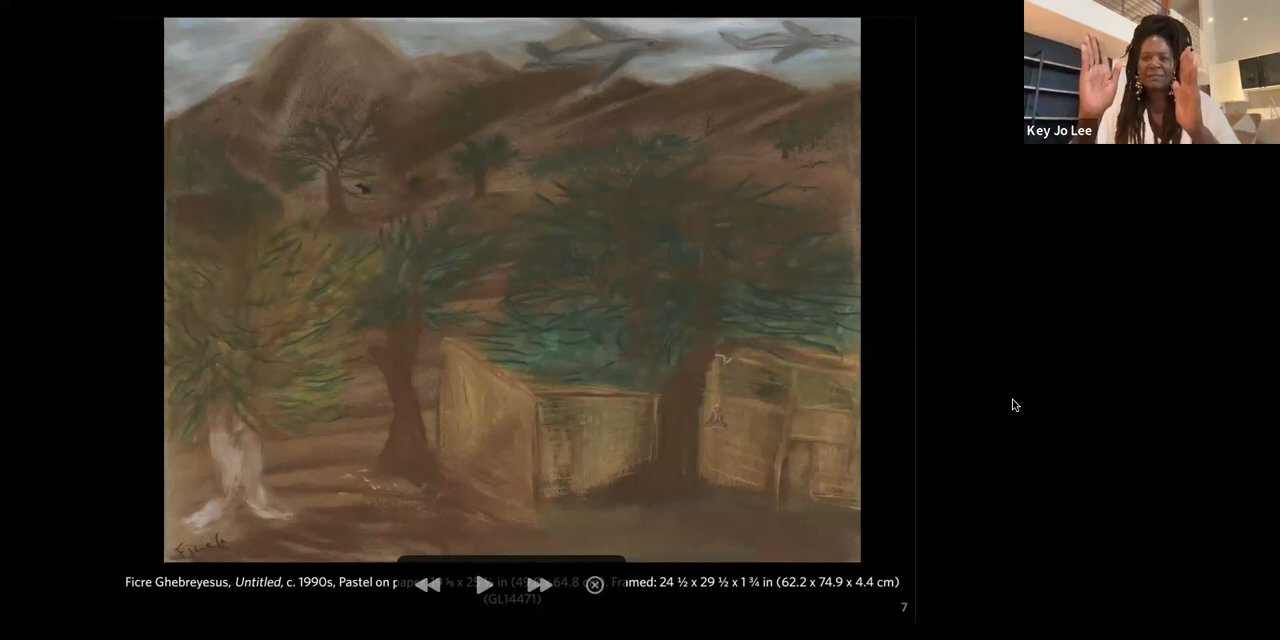 Key Jo Lee
Ficre Ghebreyesus, Untitled, c. 1990s, Pastel on paper in Framed: 24 ½ x 29 ½ x 1 ¾ in (62.2 x 74.9 x 4.4 cm)
(GL14471)
7